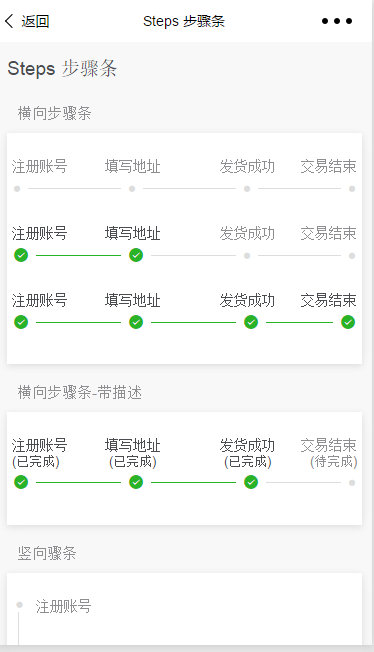 返回 Steps 步骤条
Steps 步骤条
横向步骤条
注册账号 填写地址 发货成功 交易结束
注册账号 填写地址 发货成功 交易结束
注册账号 填写地址 发货成功 交易结束
横向步骤条-带描述
注册账号 填写地址 发货成功 交易结束
(已完成) (已完成) (已完成) (待完成)
竖向骤条
注册账号